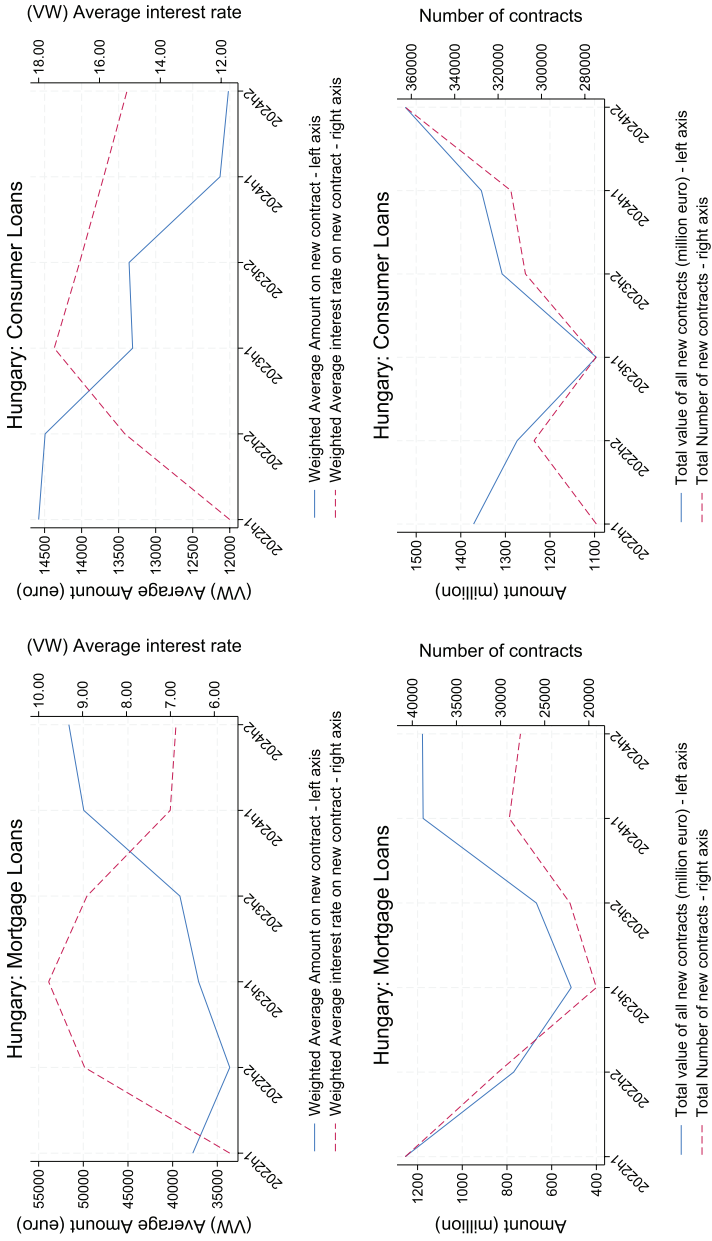 Hungary: Mortgage Loans
(VW) Average Amount (euro)
55000
50000
45000
40000
35000
(VW) Average interest rate
10.00
9.00
8.00
7.00
6.00
2022h1
2022h2
2023h1
2023h2
2024h1
2024h2
Weighted Average Amount on new contract - left axis
Weighted Average interest rate on new contract - right axis
Hungary: Consumer Loans
(VW) Average Amount (euro)
14500
14000
13500
13000
12500
12000
(VW) Average interest rate
18.00
16.00
14.00
12.00
2022h1
2022h2
2023h1
2023h2
2024h1
2024h2
Weighted Average Amount on new contract - left axis
Weighted Average interest rate on new contract - right axis
Hungary: Mortgage Loans
Amount (million)
1200
1000
800
600
400
Number of contracts
40000
35000
30000
25000
20000
2022h1
2022h2
2023h1
2023h2
2024h1
2024h2
Total value of all new contracts (million euro) - left axis
Total Number of new contracts - right axis
Hungary: Consumer Loans
Amount (million)
1500
1400
1300
1200
1100
Number of contracts
360000
340000
320000
300000
280000
2022h1
2022h2
2023h1
2023h2
2024h1
2024h2
Total value of all new contracts (million euro) - left axis
Total Number of new contracts - right axis